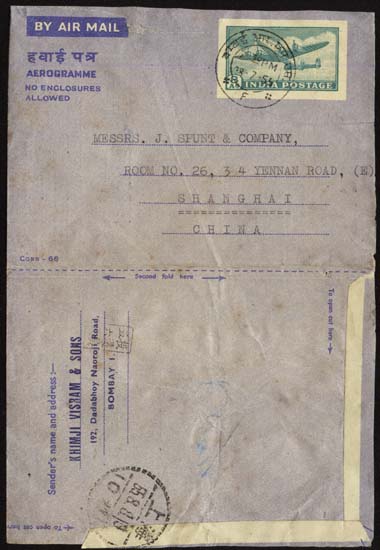 BY AIR MAIL
हवाई पत्र
AEROGRAMME
NO ENCLOSURES
ALLOWED
INDIA POSTAGE
MESSRS. J. SPUNT & COMPANY,
ROOM NO. 26, 3 4 YENNAN ROAD, (E)
SHANGHAI
CHINA
CORR - 66
Second fold here
To open cut here
Sender's name and address :—
KHIMJI VISRAM & SONS
192, Dadabhoy Naoroji Road,
BOMBAY 1.
To open cut here